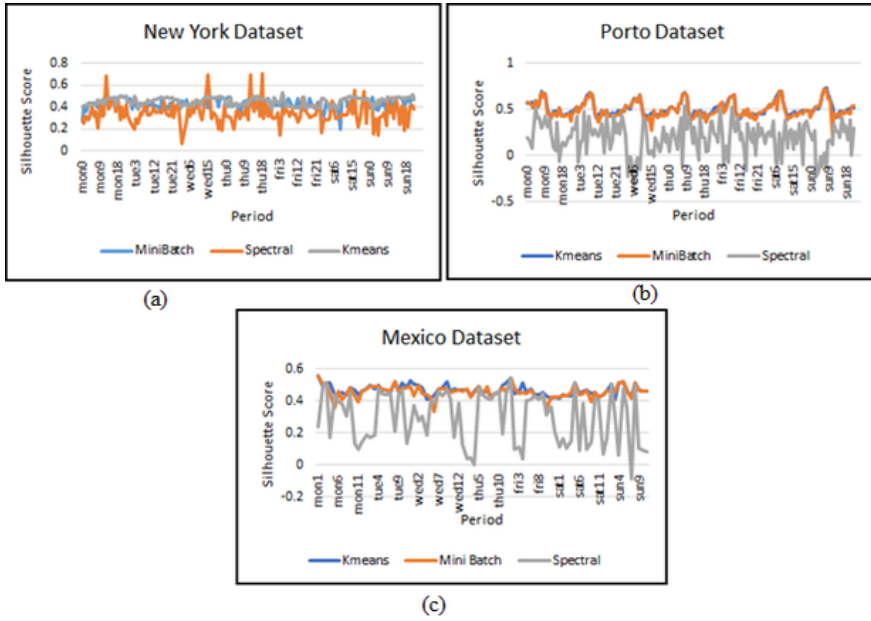 New York Dataset
Silhouette Score
0.8
0.6
0.4
0.2
0
mon0 mon9 mon18 tue3 tue12 tue21 wed6 wed15 thu0 thu9 thu18 fri3 fri12 fri21 sat6 sat15 sun0 sun9 sun18
Period
MiniBatch Spectral Kmeans
(a)
Porto Dataset
Silhouette Score
1
0.5
0
-0.5
mon0 mon9 mon18 tue3 tue12 tue21 wed6 wed15 thu0 thu9 thu18 fri3 fri12 fri21 sat6 sat15 sun0 sun9 sun18
Period
Kmeans MiniBatch Spectral
(b)
Mexico Dataset
Silhouette Score
0.6
0.4
0.2
0
-0.2
mon1 mon6 mon11 tue4 tue9 wed2 wed7 wed12 thu5 thu10 fri3 fri8 sat1 sat6 sat11 sun4 sun9
Period
Kmeans Mini Batch Spectral
(c)